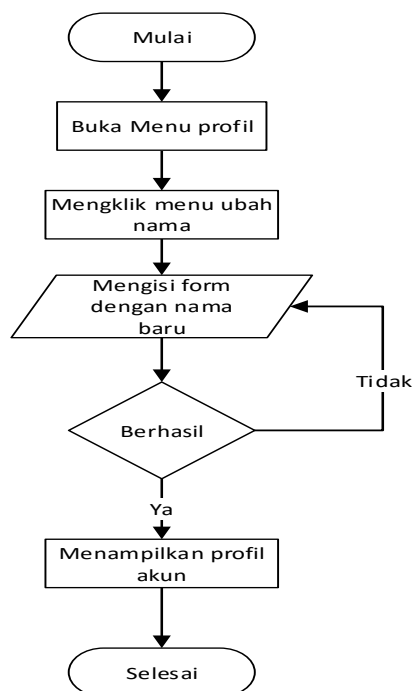 Mulai
Buka Menu profil
Mengklik menu ubah
nama
Mengisi form
dengan nama
baru
Tidak
Berhasil
Ya
Menampilkan profil
akun
Selesai